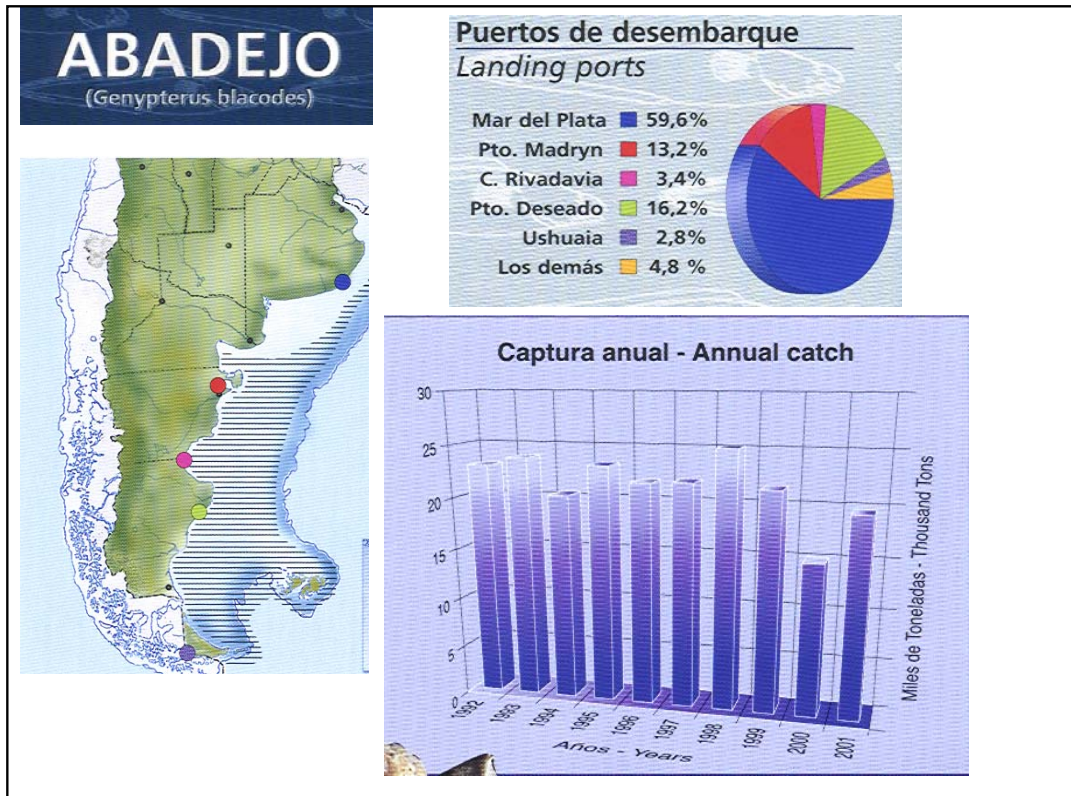 ABADEJO
(Genypterus blacodes)
Puertos de desembarque
Landing ports
Mar del Plata 59,6%
Pto. Madryn 13,2%
C. Rivadavia 3,4%
Pto. Deseado 16,2%
Ushuaia 2,8%
Los demás 4,8 %
Captura anual - Annual catch
30
25
20
15
10
5
0
1992
1983
1994
1995
1996
1997
1998
1999
2000
2001
Años - Years
Miles de Toneladas - Thousand Tons